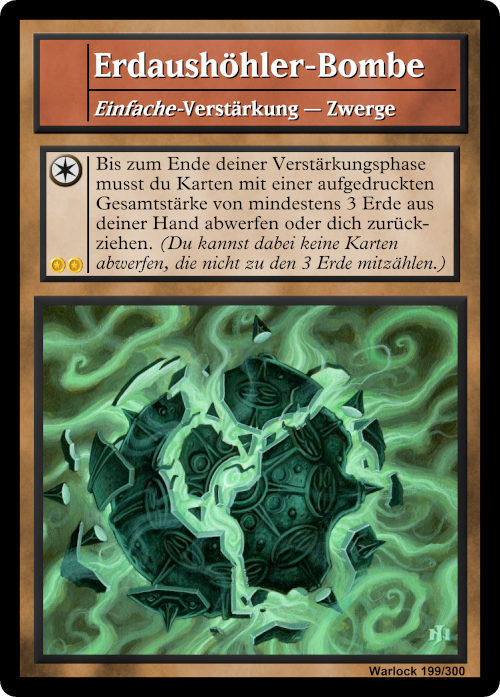 Erdaushöhler-Bombe
Einfache-Verstärkung — Zwerge
Bis zum Ende deiner Verstärkungsphase
musst du Karten mit einer aufgedruckten
Gesamtstärke von mindestens 3 Erde aus
deiner Hand abwerfen oder dich zurück-
ziehen. (Du kannst dabei keine Karten
abwerfen, die nicht zu den 3 Erde mitzählen.)
Warlock 199/300